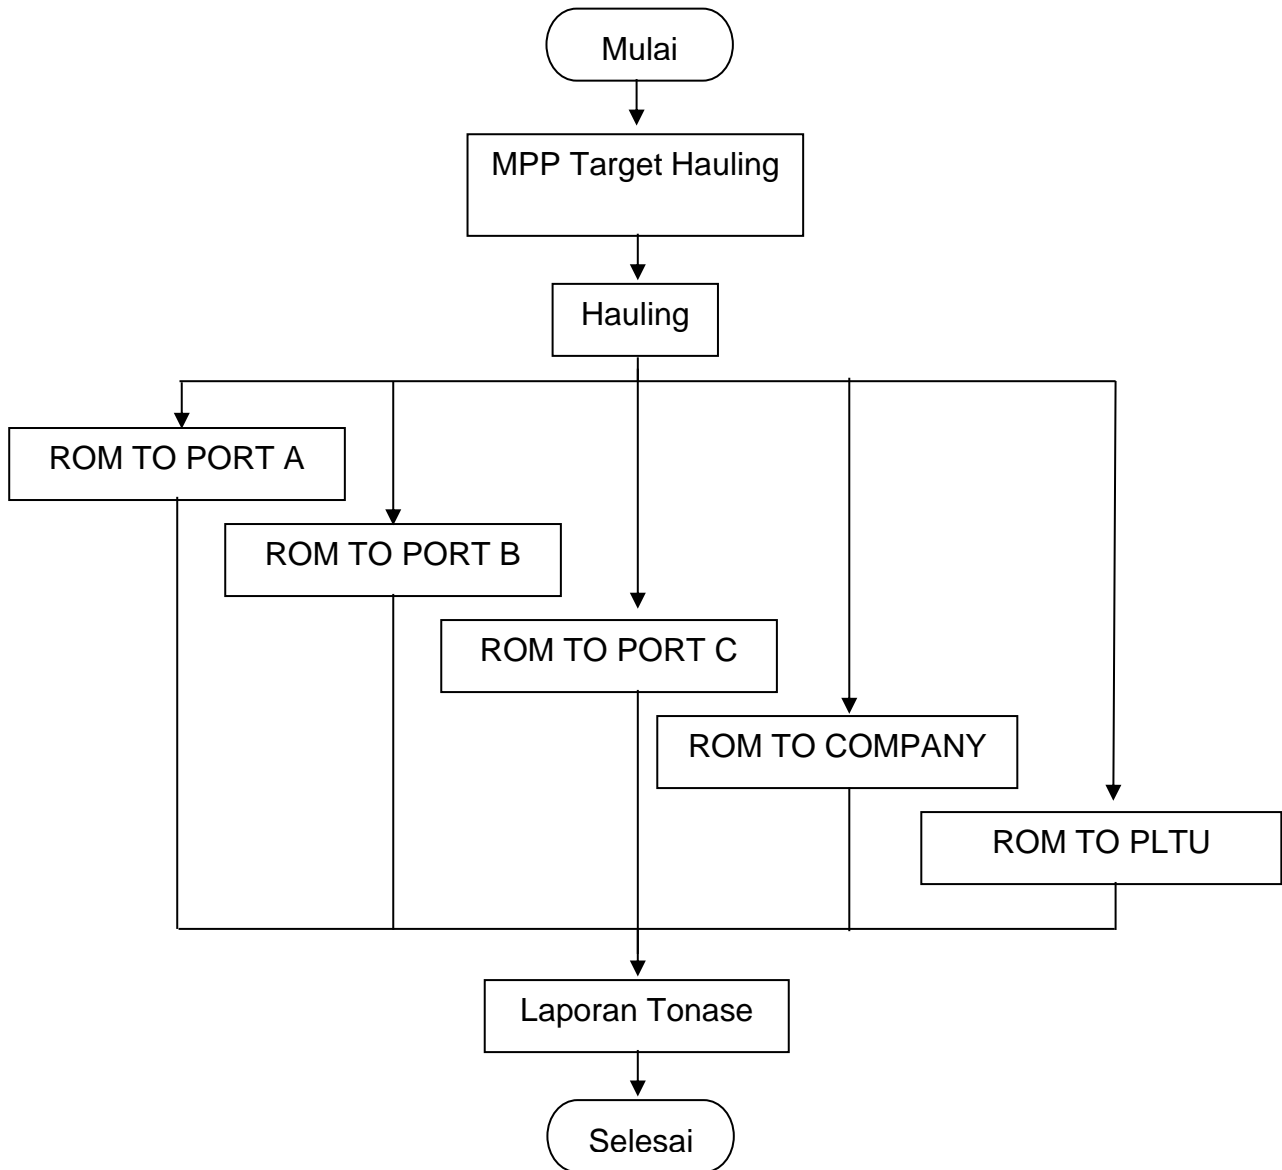 Mulai
MPP Target Hauling
Hauling
ROM TO PORT A
ROM TO PORT B
ROM TO PORT C
ROM TO COMPANY
ROM TO PLTU
Laporan Tonase
Selesai